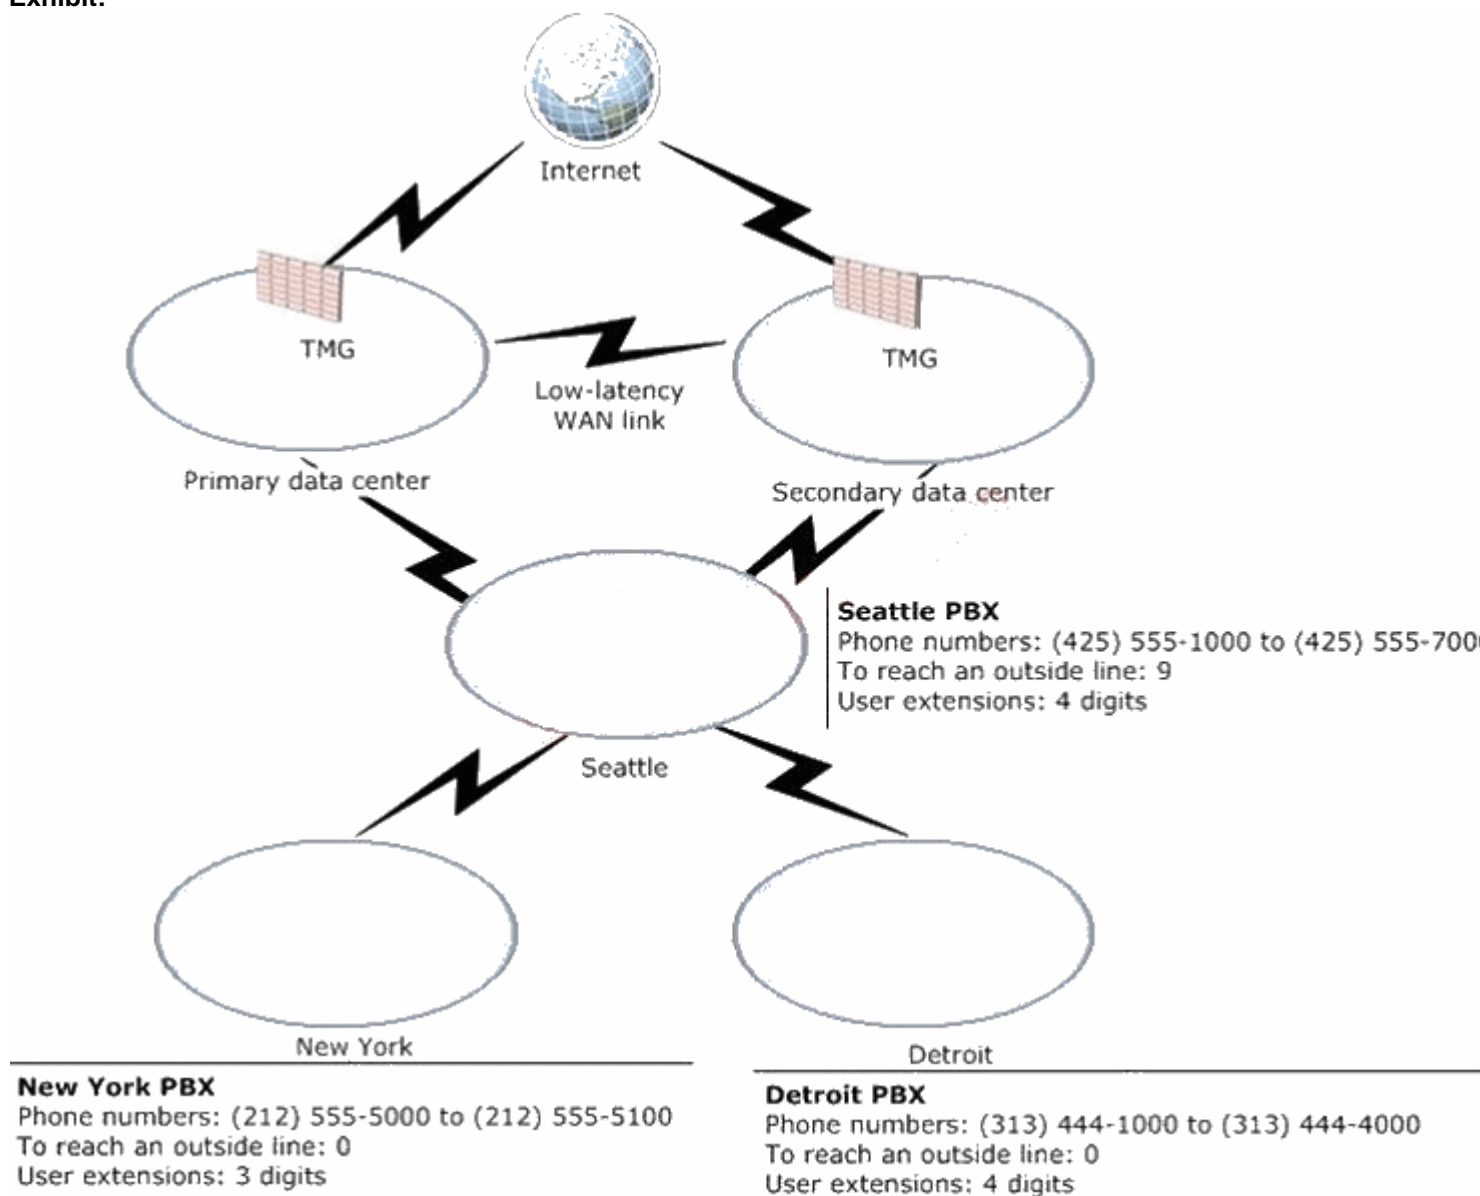 Exhibit:
Internet
TMG
TMG
Low-latency
WAN link
Primary data center
Secondary data center
Seattle PBX
Phone numbers: (425) 555-1000 to (425) 555-700
To reach an outside line: 9
User extensions: 4 digits
Seattle
New York
Detroit
New York PBX
Phone numbers: (212) 555-5000 to (212) 555-5100
To reach an outside line: 0
User extensions: 3 digits
Detroit PBX
Phone numbers: (313) 444-1000 to (313) 444-4000
To reach an outside line: 0
User extensions: 4 digits